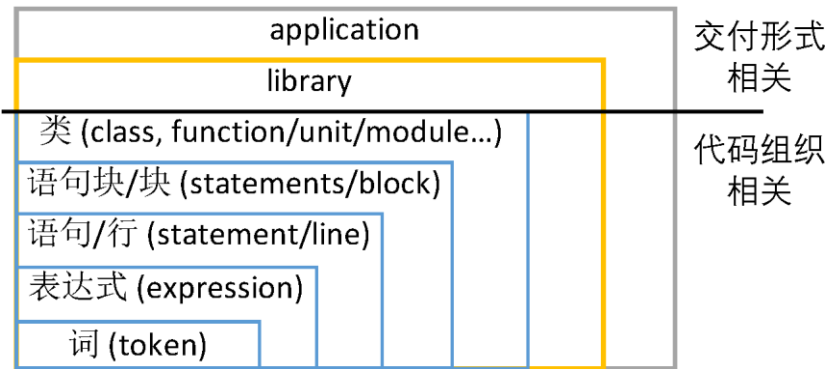 application
library
类 (class, function/unit/module…)
语句块/块 (statements/block)
语句/行 (statement/line)
表达式 (expression)
词 (token)
交付形式
相关
代码组织
相关